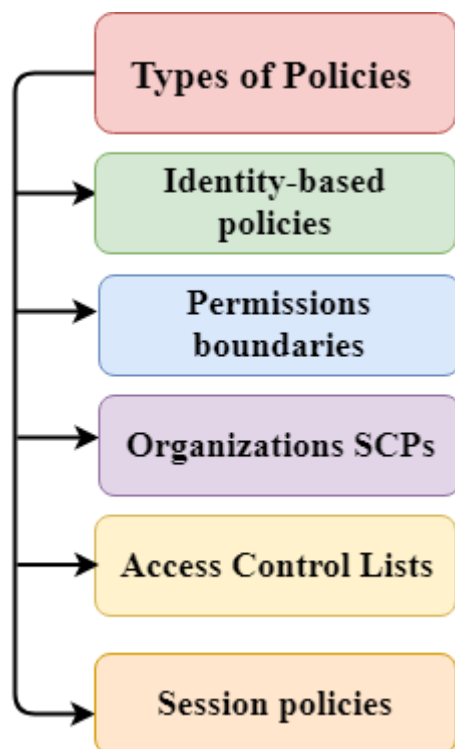 Types of Policies
Identity-based
policies
Permissions
boundaries
Organizations SCPs
Access Control Lists
Session policies